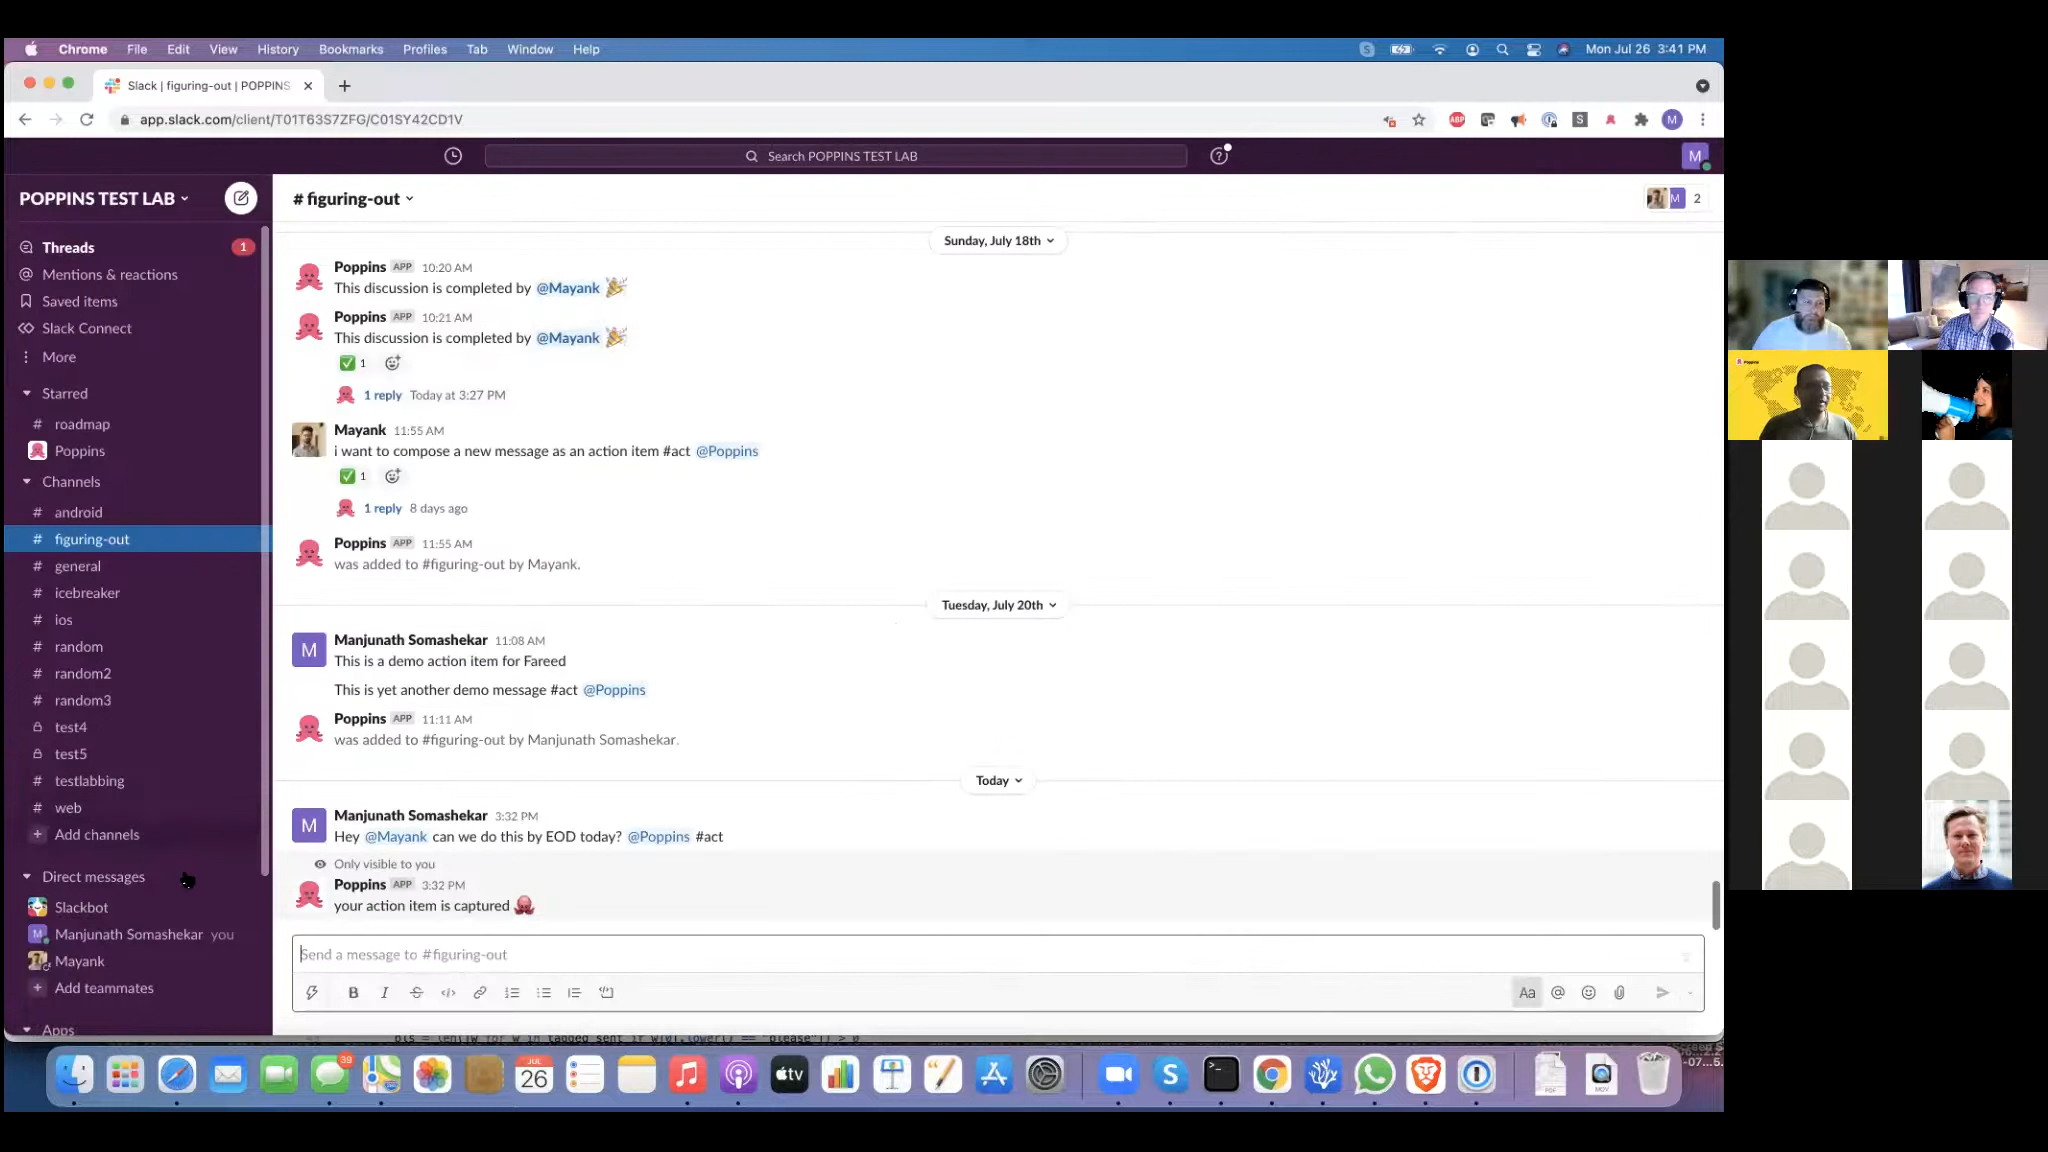 Chrome File Edit View History Bookmarks Profiles Tab Window Help
Mon Jul 26 3:41 PM
Slack | figuring-out | POPPINS
app.slack.com/client/T01T63S7ZFG/C01SY42CD1V
ABP
S
M
Search POPPINS TEST LAB
M
POPPINS TEST LAB
# figuring-out
M 2
Threads 1
Mentions & reactions
Saved items
Slack Connect
More
Starred
# roadmap
Poppins
Channels
# android
# figuring-out
# general
# icebreaker
# ios
# random
# random2
# random3
test4
test5
# testlabbing
# web
+ Add channels
Direct messages
Slackbot
M Manjunath Somashekar you
Mayank
+ Add teammates
Apps
Sunday, July 18th
Poppins APP 10:20 AM
This discussion is completed by @Mayank
Poppins APP 10:21 AM
This discussion is completed by @Mayank
1
1 reply Today at 3:27 PM
Mayank 11:55 AM
i want to compose a new message as an action item #act @Poppins
1
1 reply 8 days ago
Poppins APP 11:55 AM
was added to #figuring-out by Mayank.
Tuesday, July 20th
M
Manjunath Somashekar 11:08 AM
This is a demo action item for Fareed
This is yet another demo message #act @Poppins
Poppins APP 11:11 AM
was added to #figuring-out by Manjunath Somashekar.
Today
M
Manjunath Somashekar 3:32 PM
Hey @Mayank can we do this by EOD today? @Poppins #act
Only visible to you
Poppins APP 3:32 PM
your action item is captured
Send a message to #figuring-out
B I Aa @
39
JUL
26
tv
Poppins